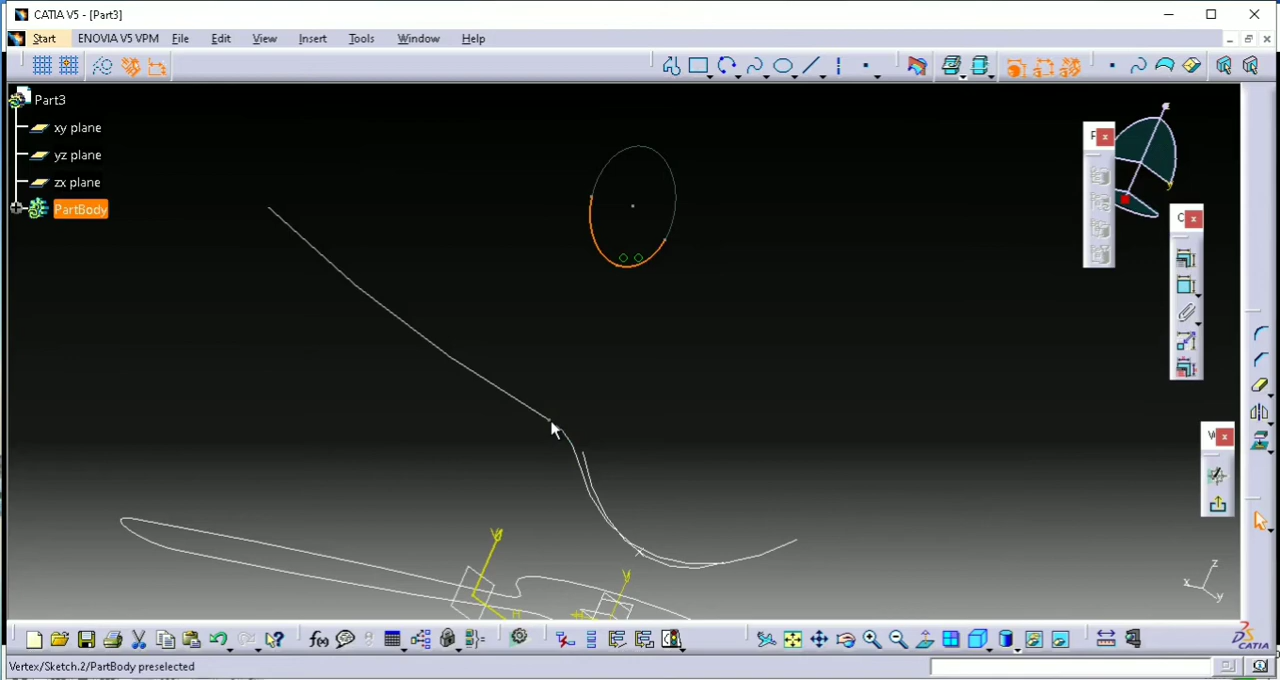 CATIA V5 - [Part3]
Start ENOVIA V5 VPM File Edit View Insert Tools Window Help
Part3
xy plane
yz plane
zx plane
PartBody
F
C
V
H
z
x
y
f(x)
CATIA
Vertex/Sketch.2/PartBody preselected